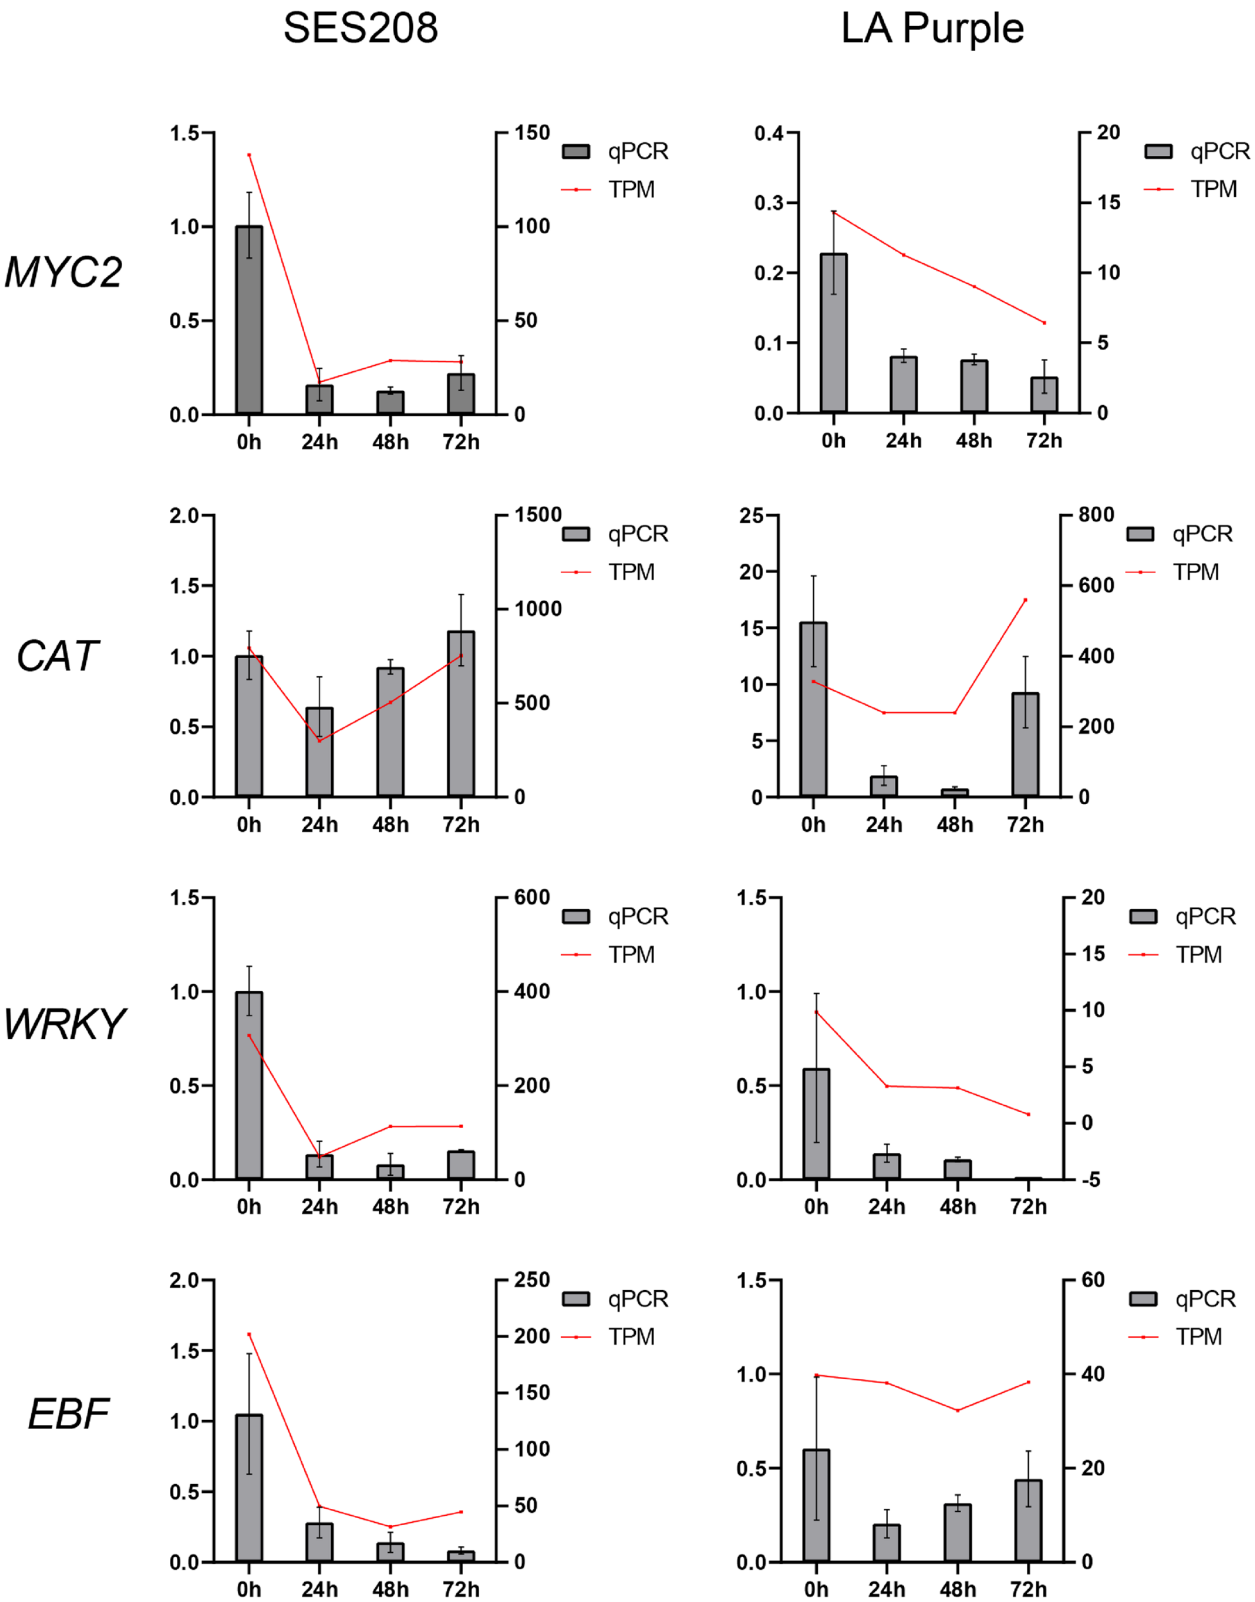 SES208 LA Purple
MYC2
1.5 150 qPCR
TPM
1.0 100
0.5 50
0.0 0
0h 24h 48h 72h
0.4 20 qPCR
TPM
0.3 15
0.2 10
0.1 5
0.0 0
0h 24h 48h 72h
CAT
2.0 1500 qPCR
TPM
1.5
1000
1.0
500
0.5
0.0 0
0h 24h 48h 72h
25 800 qPCR
TPM
20 600
15
400
10
200
5
0 0
0h 24h 48h 72h
WRKY
1.5 600 qPCR
TPM
1.0 400
0.5 200
0.0 0
0h 24h 48h 72h
1.5 20 qPCR
TPM
15
1.0 10
5
0.5
0
0.0 -5
0h 24h 48h 72h
EBF
2.0 250 qPCR
TPM
200
1.5
150
1.0
100
0.5 50
0.0 0
0h 24h 48h 72h
1.5 60 qPCR
TPM
1.0 40
0.5 20
0.0 0
0h 24h 48h 72h